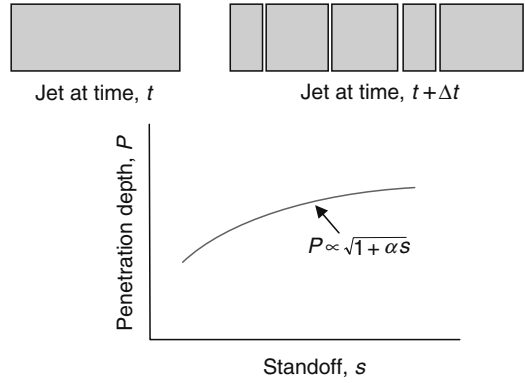 Jet at time, t
Jet at time, t + Δt
Penetration depth, P
P ∝ √1 + αs
Standoff, s